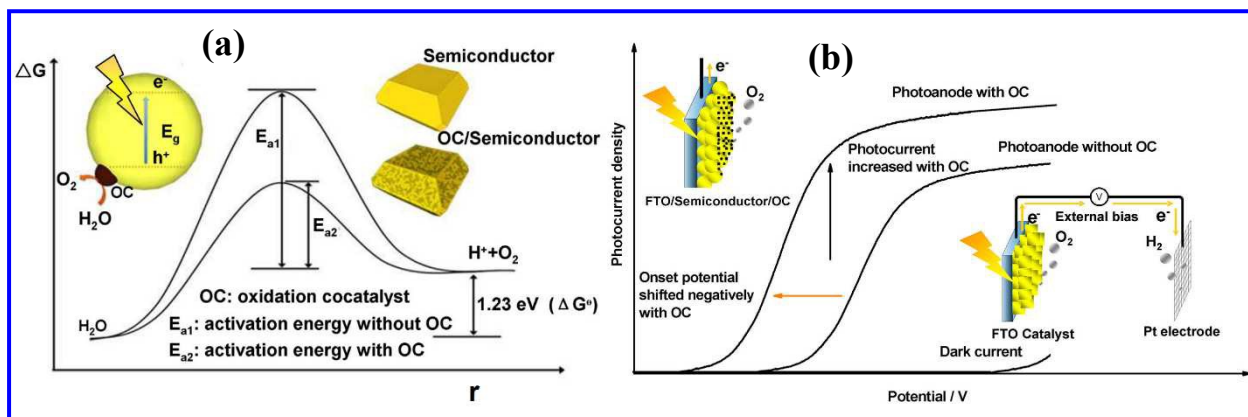 (a)
ΔG
e-
Eg
h+
O2
OC
H2O
Semiconductor
OC/Semiconductor
Ea1
Ea2
H2O
H++O2
1.23 eV (ΔG°)
OC: oxidation cocatalyst
Ea1: activation energy without OC
Ea2: activation energy with OC
r
(b)
Photocurrent density
e-
O2
FTO/Semiconductor/OC
Photoanode with OC
Photocurrent
increased with OC
Photoanode without OC
Onset potential
shifted negatively
with OC
V
e-
External bias
e-
O2
H2
FTO Catalyst
Pt electrode
Dark current
Potential / V